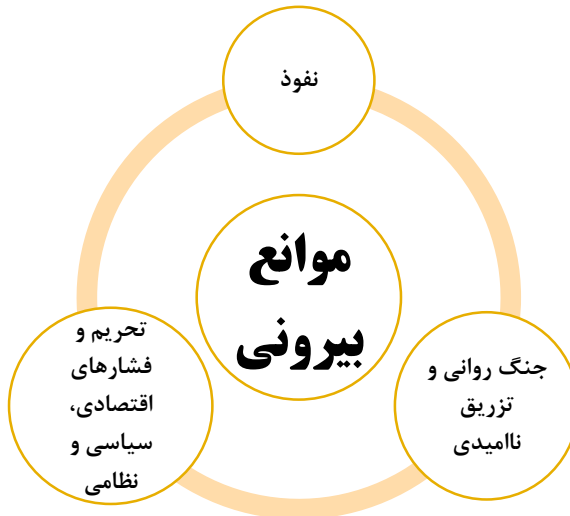 نفوذ
موانع
بیرونی
جنگ روانی و
تزریق
ناامیدی
تحریم و
فشارهای
اقتصادی،
سیاسی و
نظامی